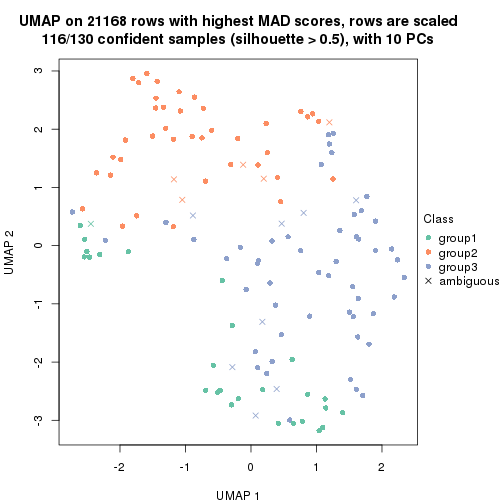 UMAP on 21168 rows with highest MAD scores, rows are scaled
116/130 confident samples (silhouette > 0.5), with 10 PCs
3
2
1
0
-1
-2
-3
UMAP 2
-2
-1
0
1
2
UMAP 1
Class
group1
group2
group3
ambiguous